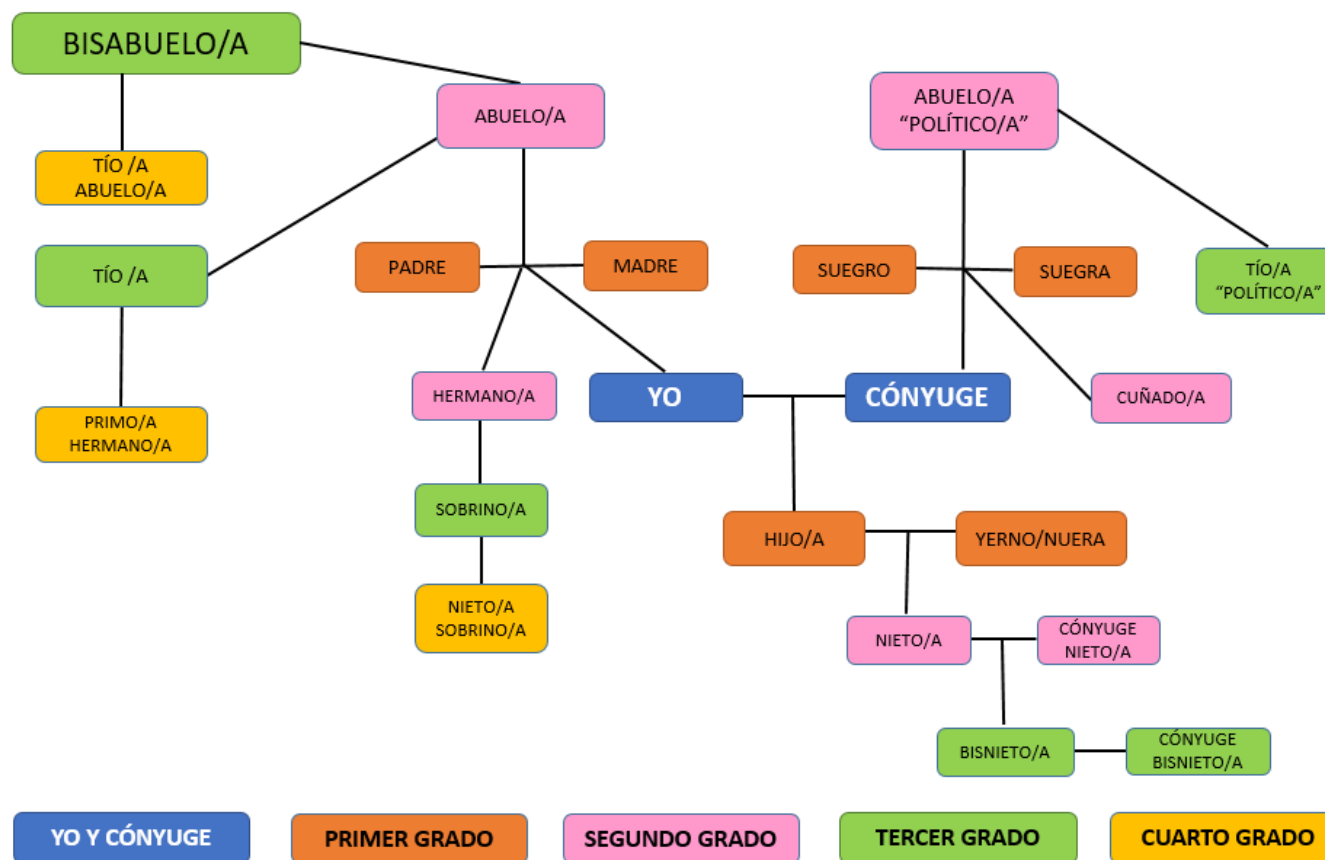 BISABUELO/A
ABUELO/A
ABUELO/A
"POLÍTICO/A"
TÍO /A
ABUELO/A
TÍO /A
PADRE
MADRE
SUEGRO
SUEGRA
TÍO/A
"POLÍTICO/A"
HERMANO/A
YO
CÓNYUGE
CUÑADO/A
PRIMO/A
HERMANO/A
SOBRINO/A
HIJO/A
YERNO/NUERA
NIETO/A
SOBRINO/A
NIETO/A
CÓNYUGE
NIETO/A
BISNIETO/A
CÓNYUGE
BISNIETO/A
YO Y CÓNYUGE
PRIMER GRADO
SEGUNDO GRADO
TERCER GRADO
CUARTO GRADO